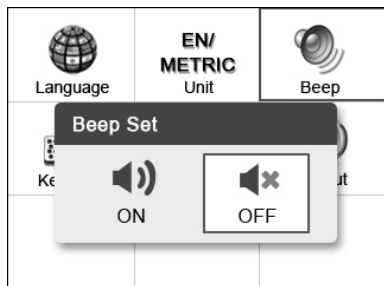 EN/
METRIC
Language
Unit
Beep
Beep Set
ON
OFF